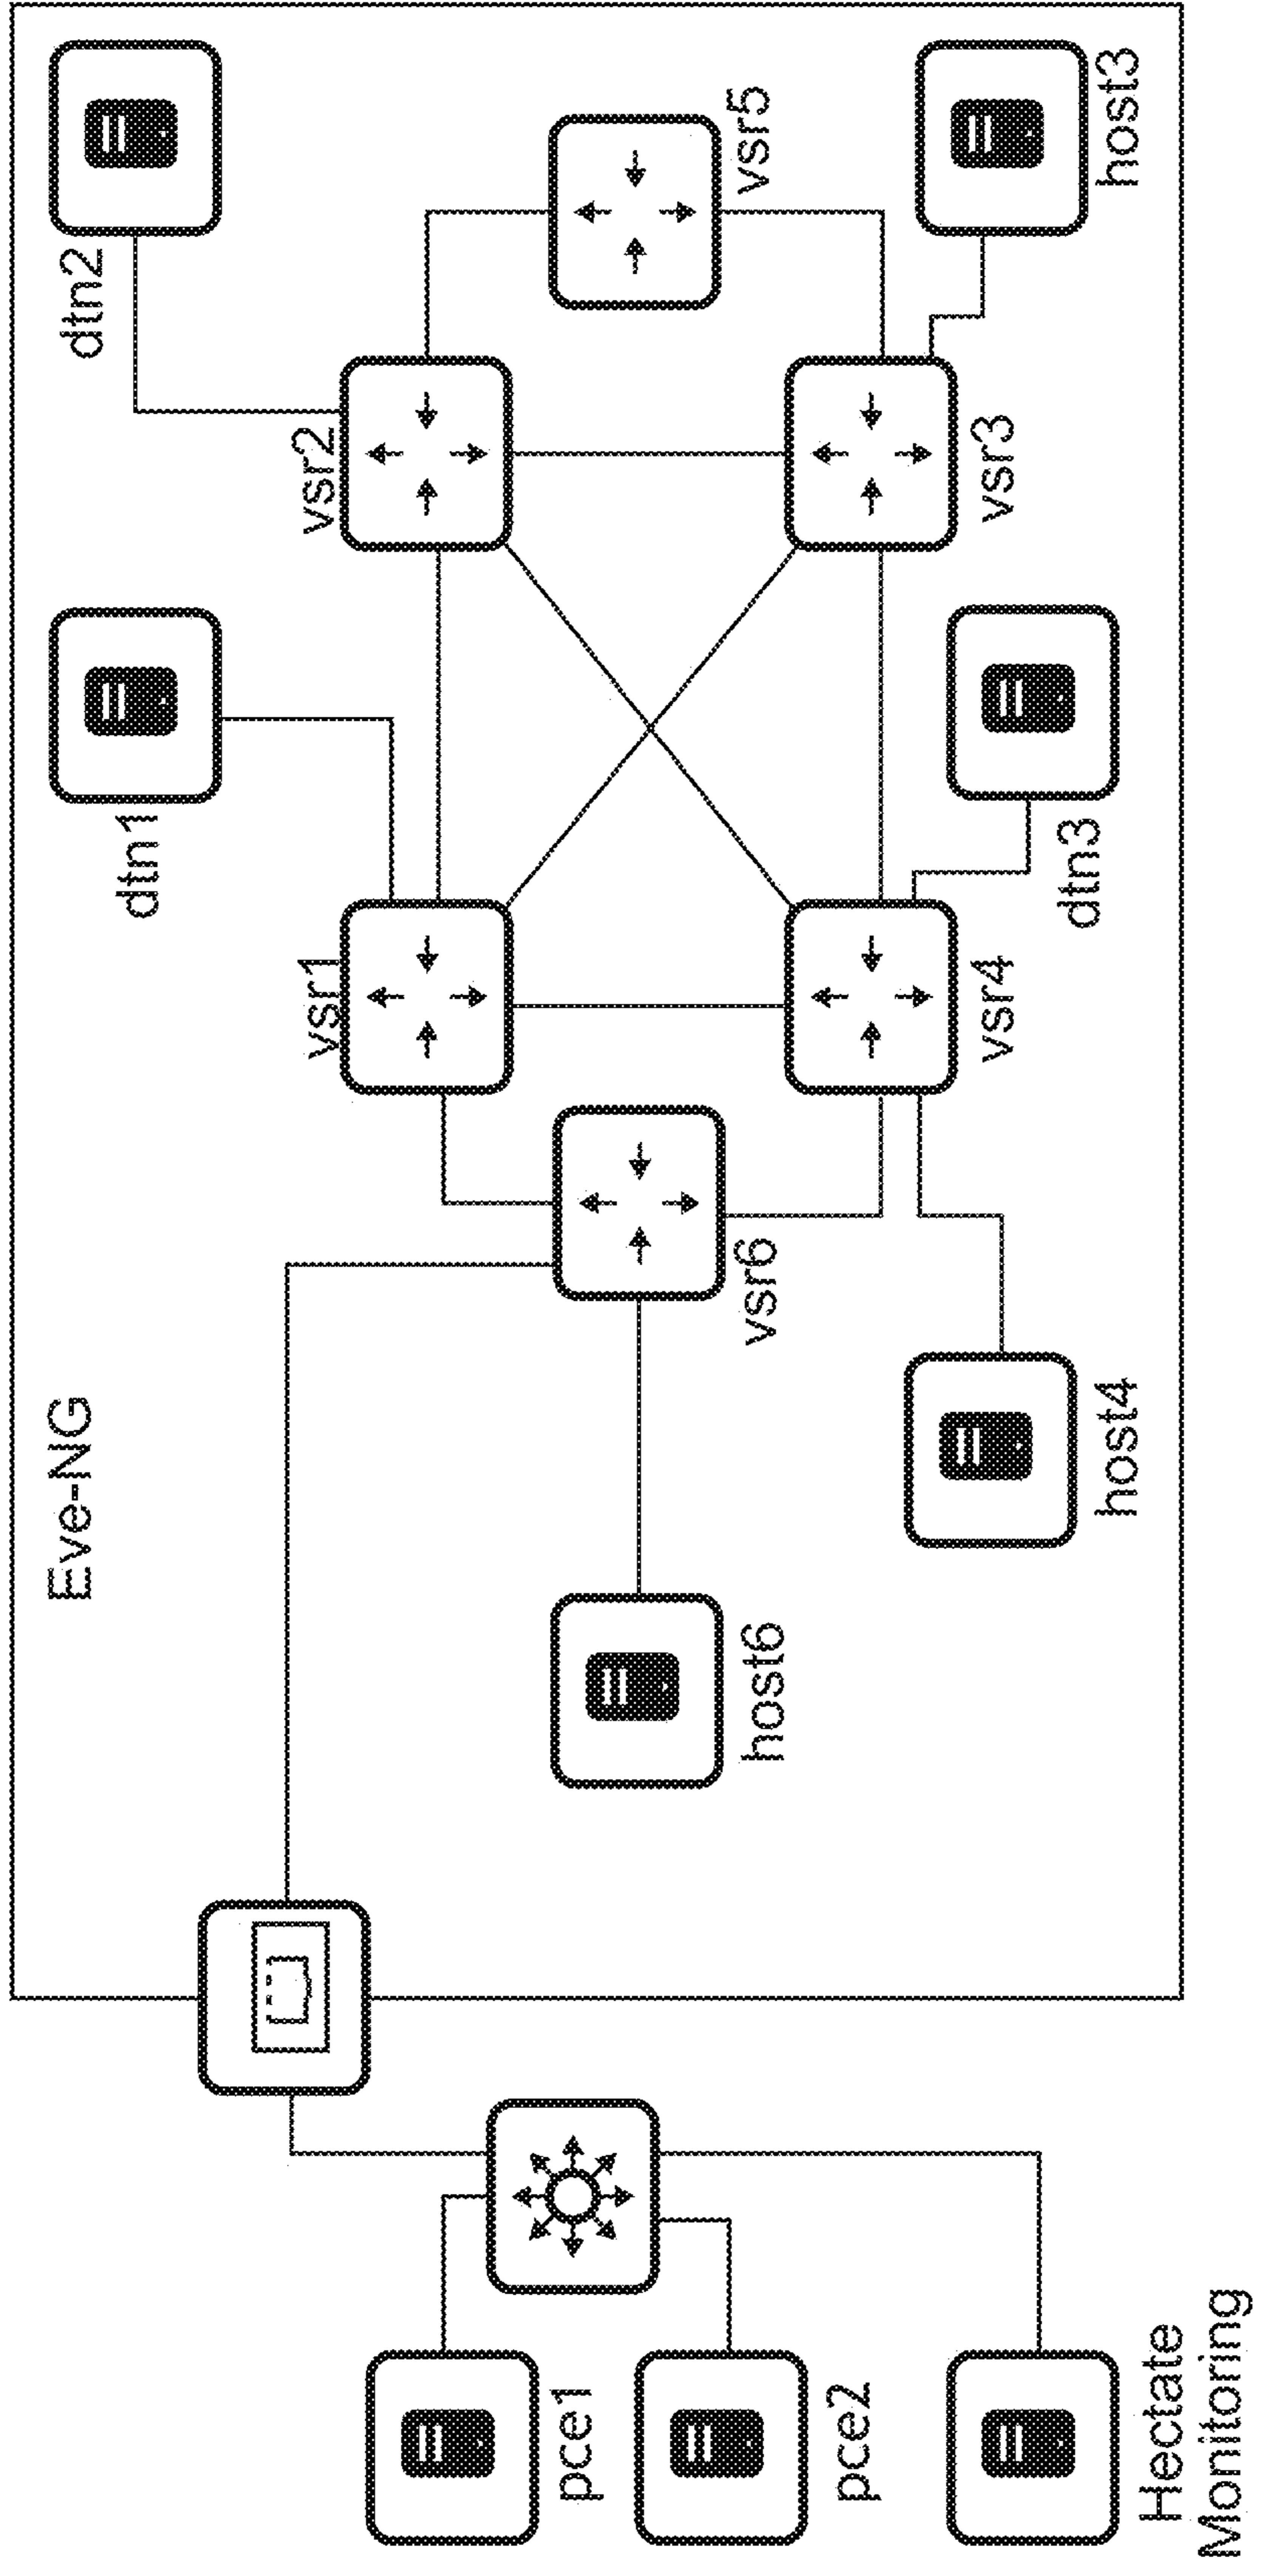 Eve-NG
dtn1
dtn2
vsr1
vsr2
vsr6
vsr5
host6
pce1
pce2
vsr4
vsr3
dtn3
host4
host3
Hectate
Monitoring